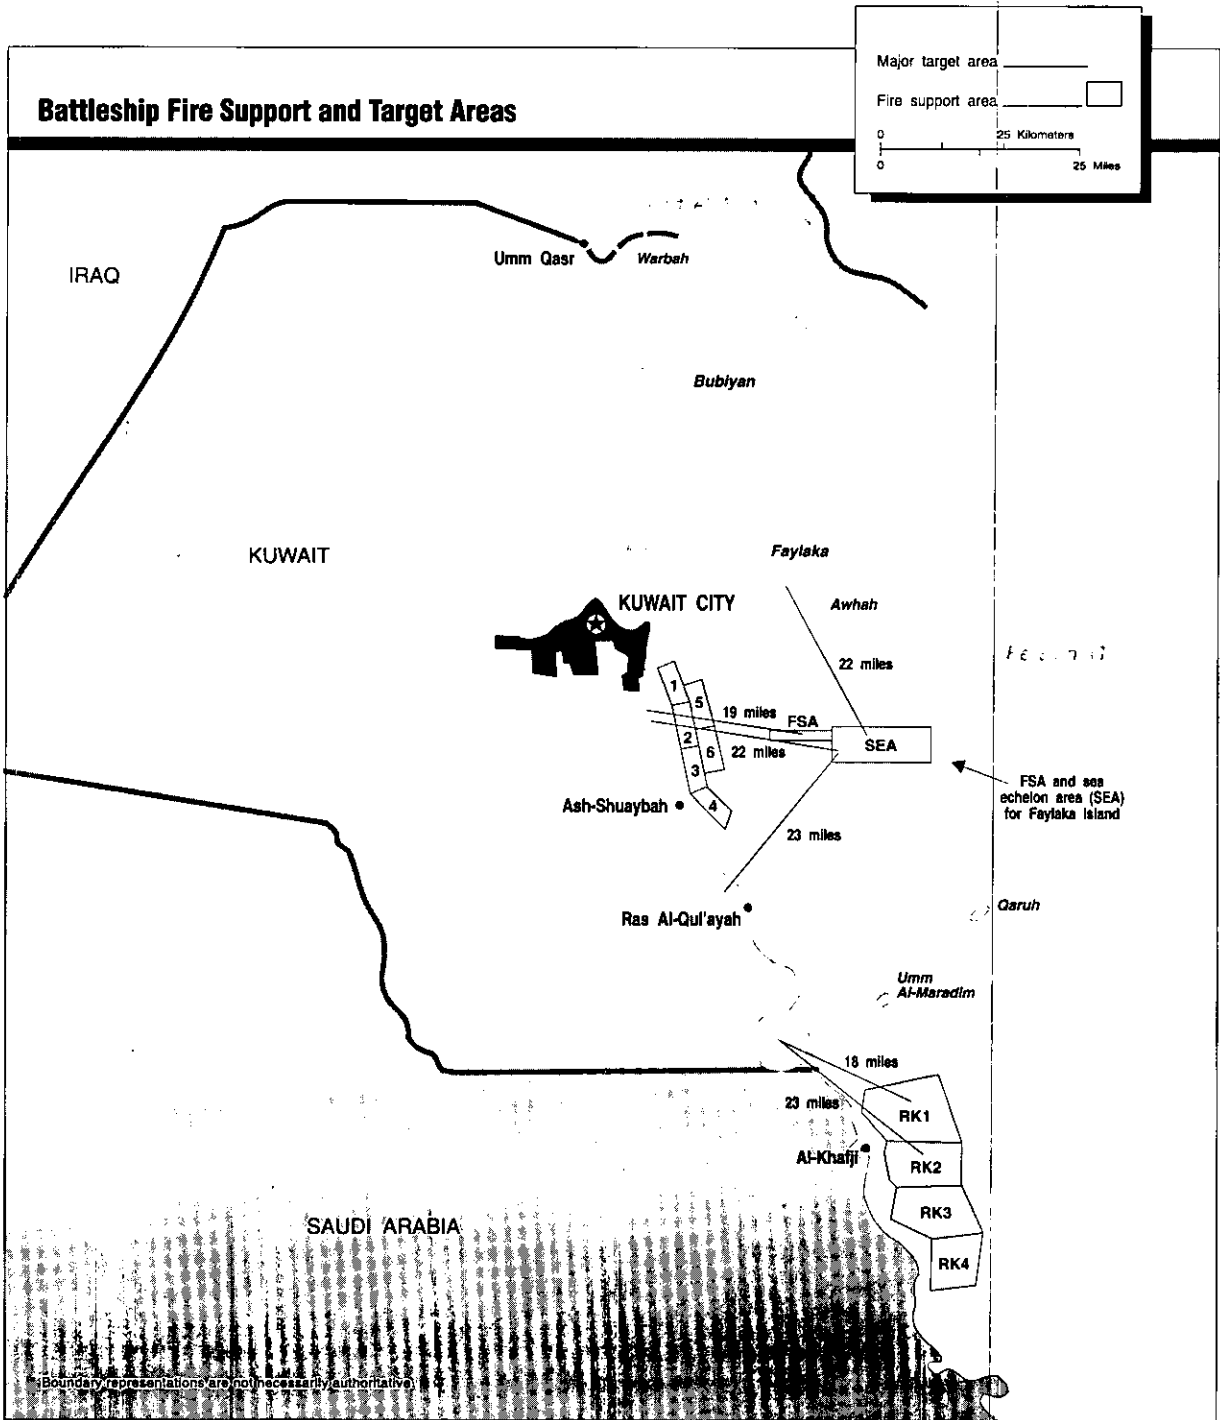 Major target area
Fire support area
0 25 Kilometers
0 25 Miles
Battleship Fire Support and Target Areas
IRAQ
Umm Qasr
Warbah
Bubiyan
KUWAIT
Faylaka
KUWAIT CITY
Awhah
22 miles
1
5
19 miles
FSA
2
6
22 miles
SEA
3
4
Ash-Shuaybah
FSA and sea
echelon area (SEA)
for Faylaka Island
23 miles
Ras Al-Qul'ayah
Qaruh
Umm
Al-Maradim
18 miles
23 miles
RK1
Al-Khafji
RK2
RK3
SAUDI ARABIA
RK4
(Boundary representations are not necessarily authoritative)